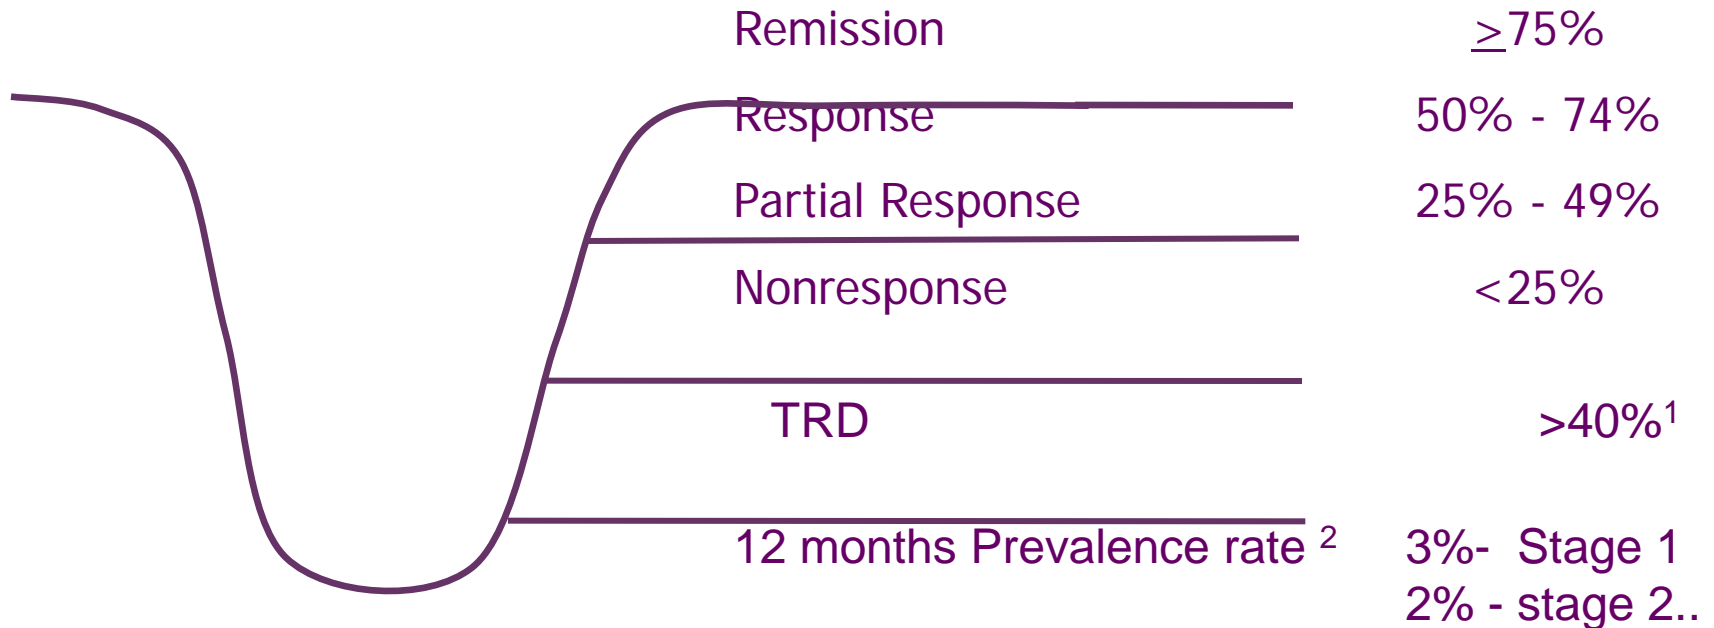 Remission ≥75%
Response 50% - 74%
Partial Response 25% - 49%
Nonresponse <25%
TRD >40%¹
12 months Prevalence rate ² 3%- Stage 1
2% - stage 2..